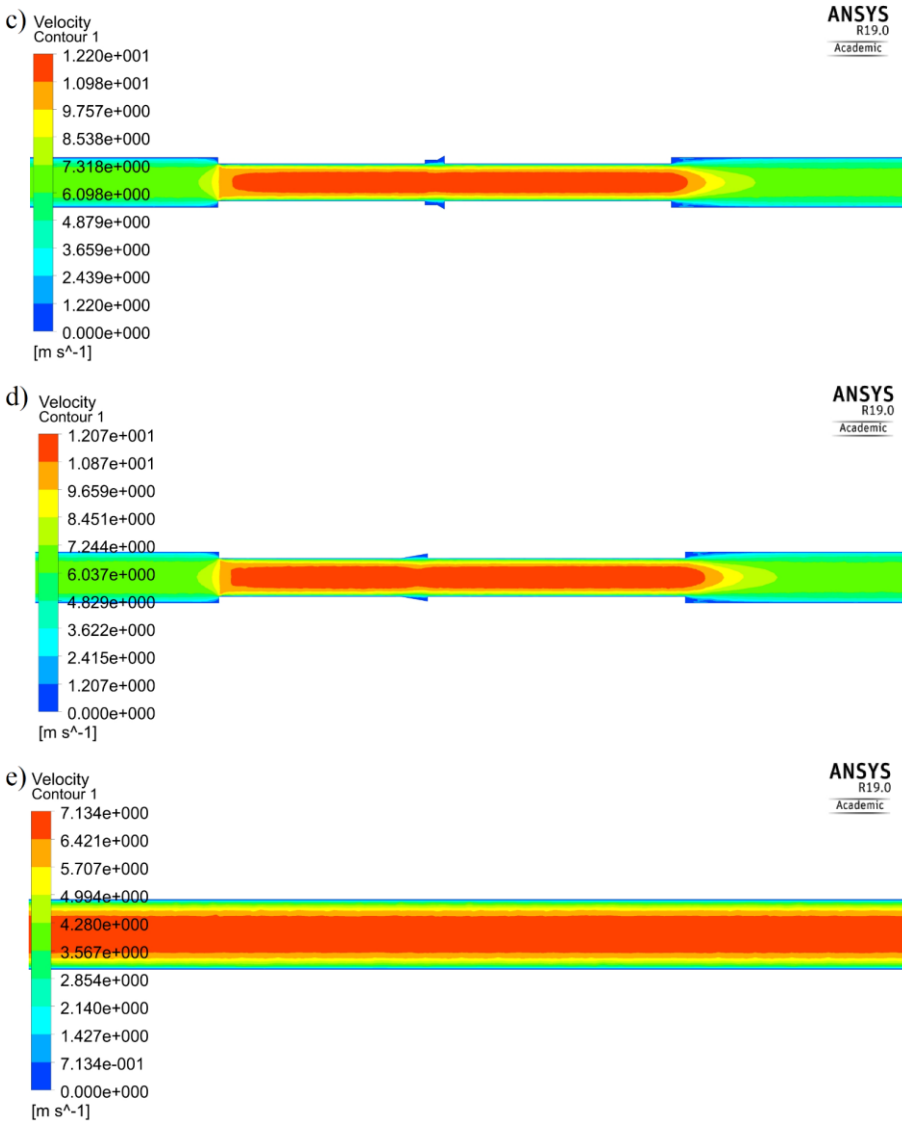 c) Velocity
Contour 1
1.220e+001
1.098e+001
9.757e+000
8.538e+000
7.318e+000
6.098e+000
4.879e+000
3.659e+000
2.439e+000
1.220e+000
0.000e+000
[m s^-1]
ANSYS
R19.0
Academic
d) Velocity
Contour 1
1.207e+001
1.087e+001
9.659e+000
8.451e+000
7.244e+000
6.037e+000
4.829e+000
3.622e+000
2.415e+000
1.207e+000
0.000e+000
[m s^-1]
ANSYS
R19.0
Academic
e) Velocity
Contour 1
7.134e+000
6.421e+000
5.707e+000
4.994e+000
4.280e+000
3.567e+000
2.854e+000
2.140e+000
1.427e+000
7.134e-001
0.000e+000
[m s^-1]
ANSYS
R19.0
Academic